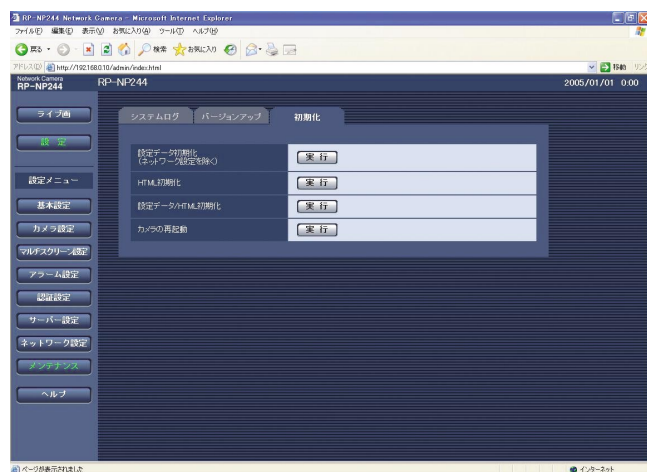 RP-NP244 Network Camera - Microsoft Internet Explorer
ファイル(F) 編集(E) 表示(V) お気に入り(A) ツール(T) ヘルプ(H)
戻る 検索 お気に入り
アドレス(D) http://192.168.0.10/admin/index.html 移動 リンク
Network Camera
RP-NP244
RP-NP244
2005/01/01 0:00
ライブ画
設 定
設定メニュー
基本設定
カメラ設定
マルチスクリーン設定
アラーム設定
認証設定
サーバー設定
ネットワーク設定
メンテナンス
ヘルプ
システムログ バージョンアップ 初期化
設定データ初期化
(ネットワーク設定を除く)
実 行
HTML初期化 実 行
設定データ/HTML初期化 実 行
カメラの再起動 実 行
ページが表示されました インターネット